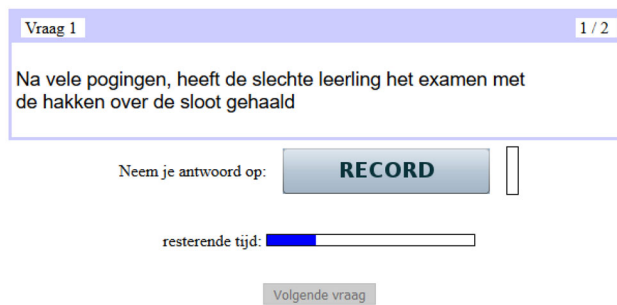 Vraag 1 1 / 2
Na vele pogingen, heeft de slechte leerling het examen met
de hakken over de sloot gehaald
Neem je antwoord op: RECORD
resterende tijd:
Volgende vraag